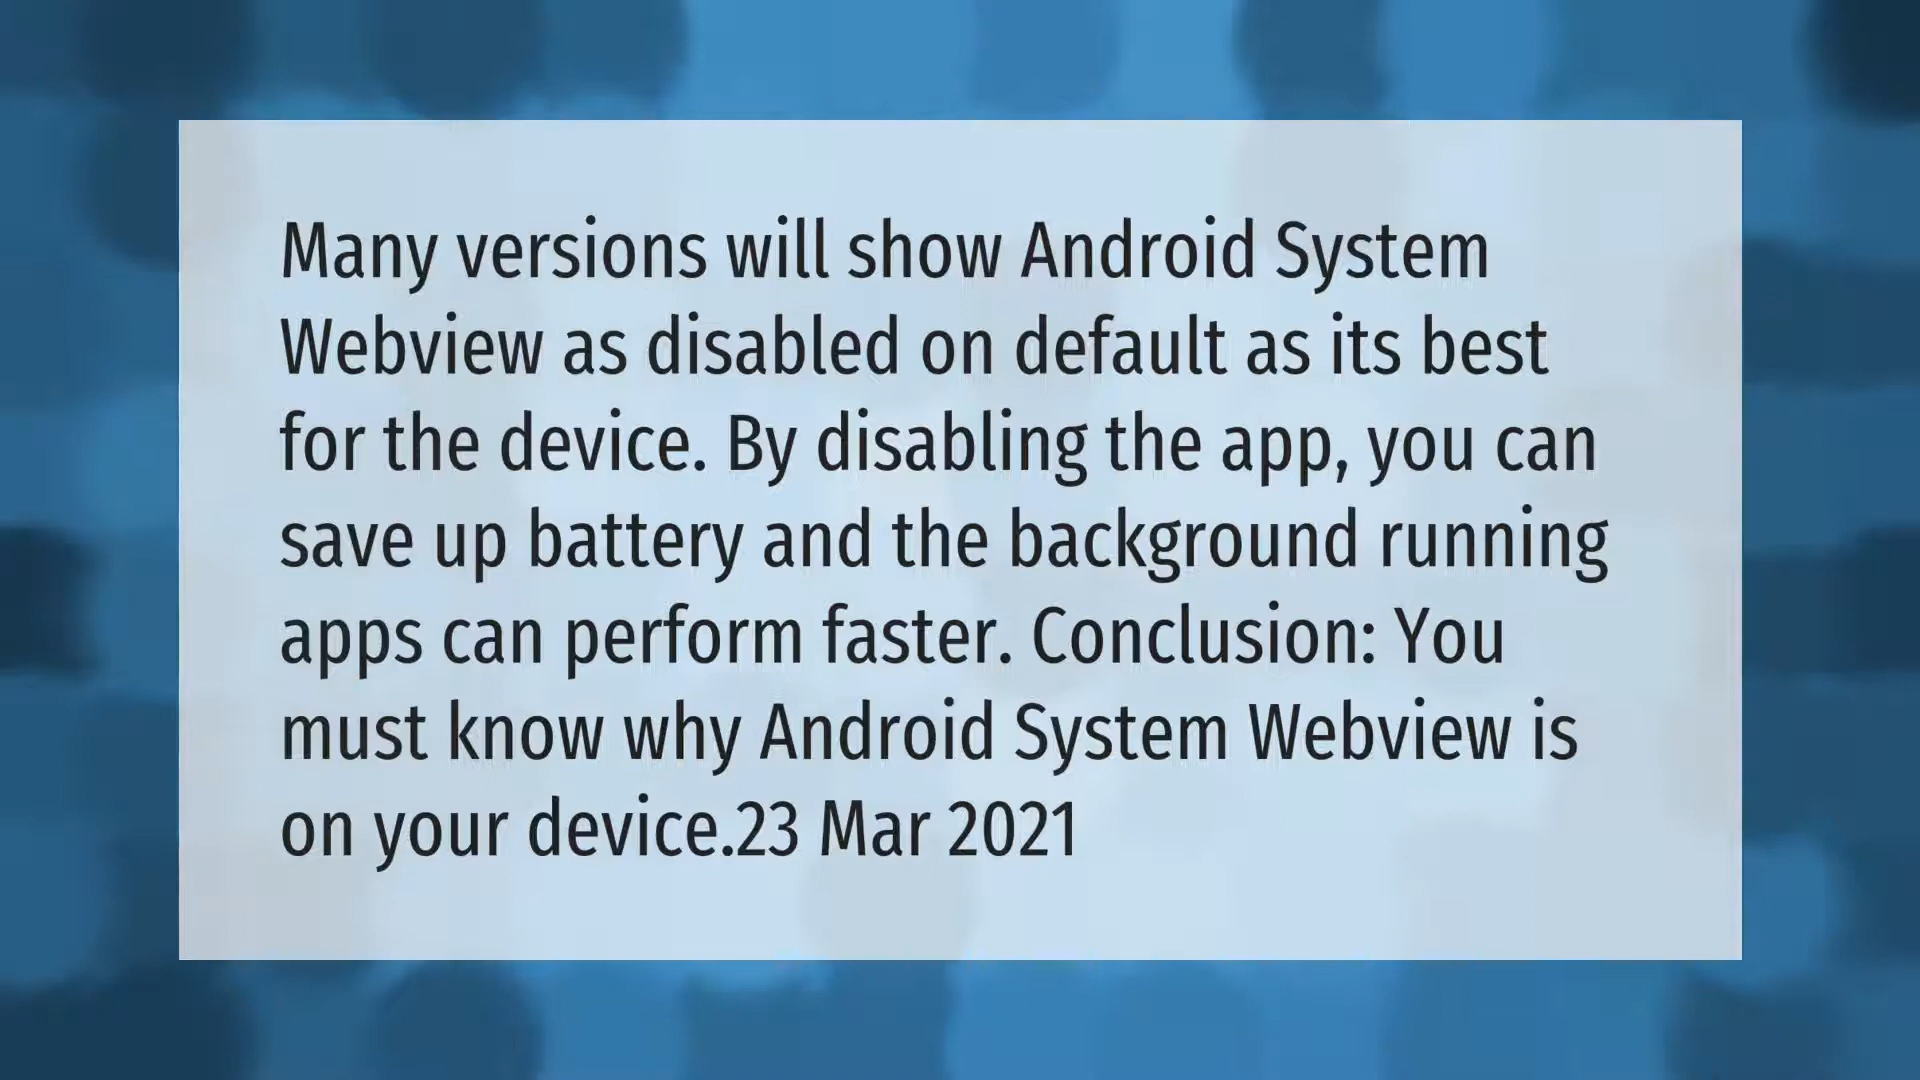 Many versions will show Android System
Webview as disabled on default as its best
for the device. By disabling the app, you can
save up battery and the background running
apps can perform faster. Conclusion: You
must know why Android System Webview is
on your device.23 Mar 2021